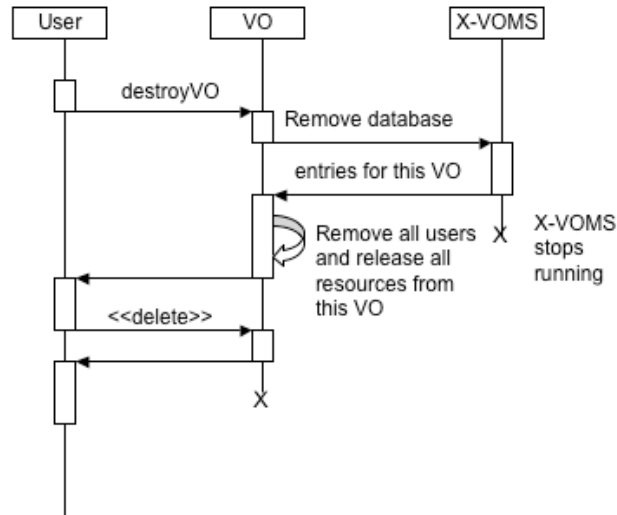 User
VO
X-VOMS
destroyVO
Remove database
entries for this VO
X
X-VOMS
stops
running
Remove all users
and release all
resources from
this VO
<<delete>>
X